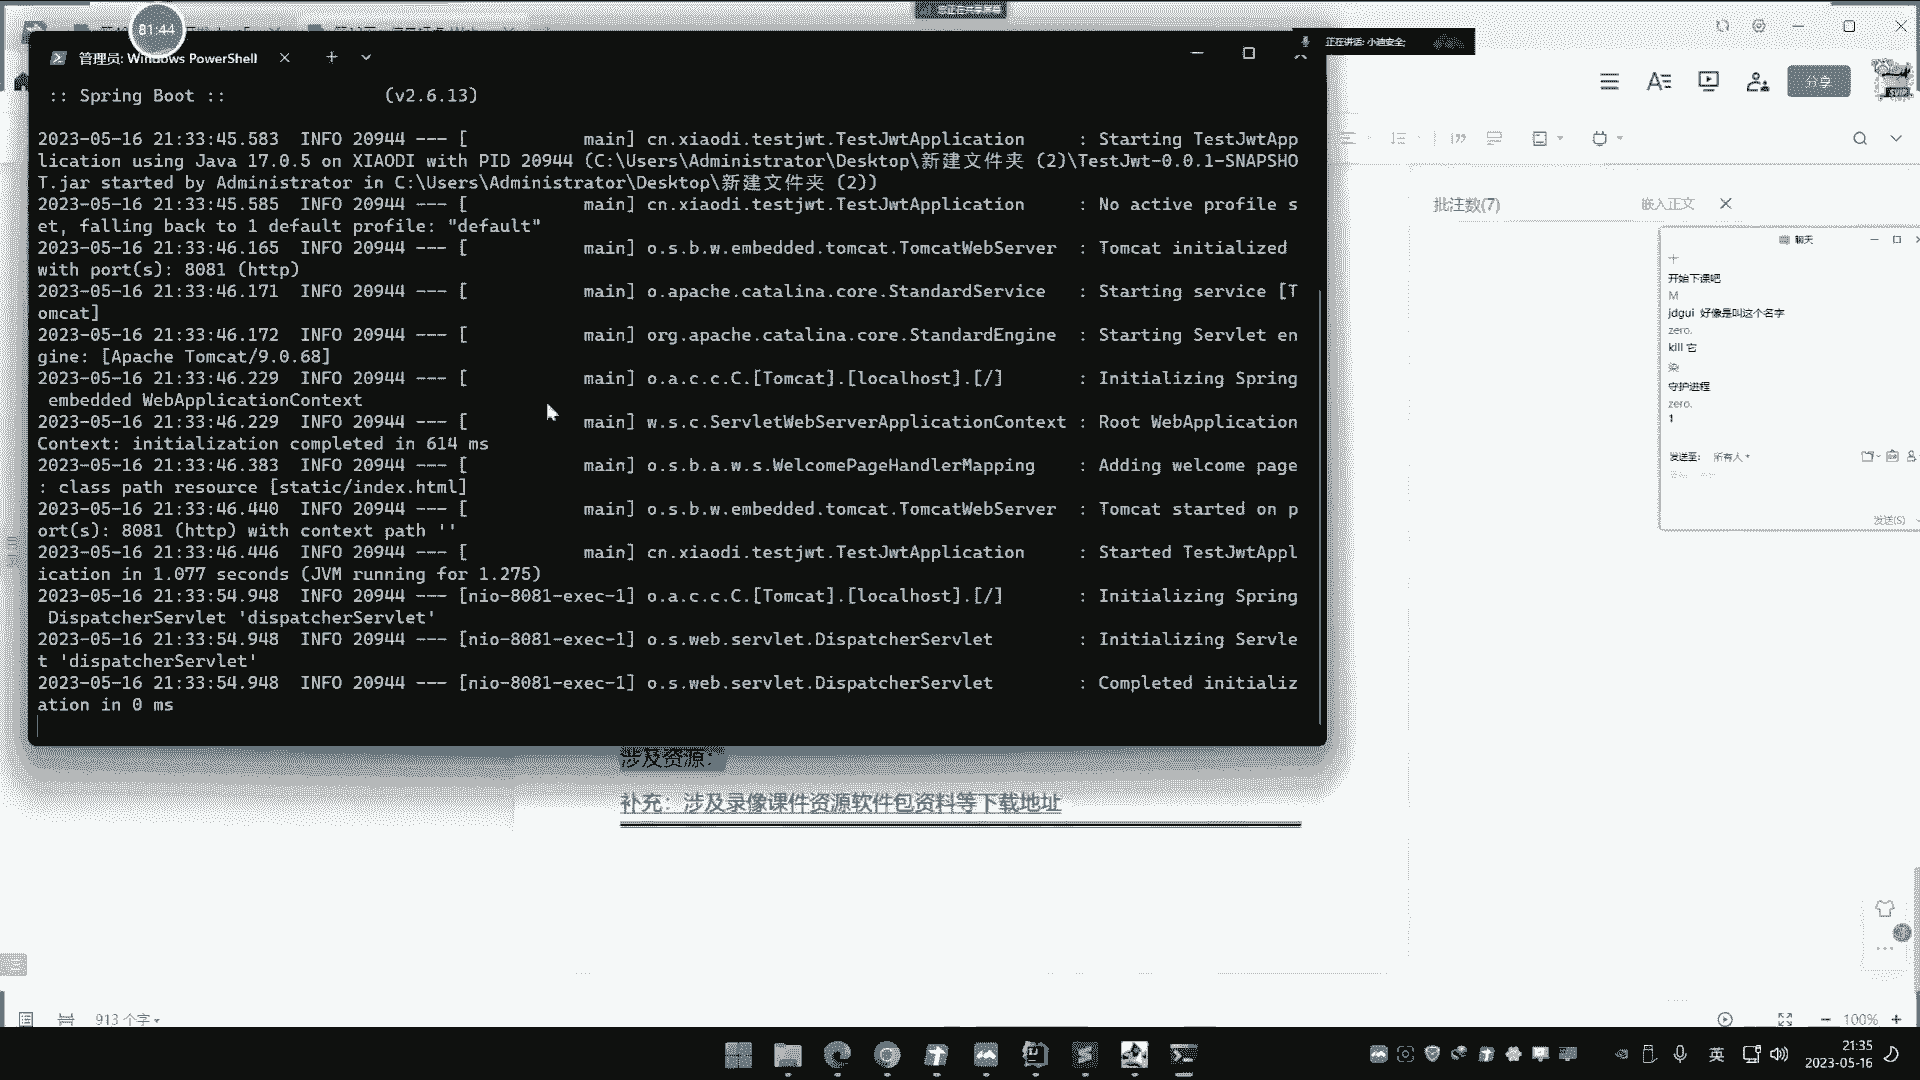 81:44
正在讲话: 小迪安全;
管理员: Windows PowerShell
:: Spring Boot ::                (v2.6.13)
2023-05-16 21:33:45.583  INFO 20944 --- [           main] cn.xiaodi.testjwt.TestJwtApplication     : Starting TestJwtApp
lication using Java 17.0.5 on XIAODI with PID 20944 (C:\Users\Administrator\Desktop\新建文件夹 (2)\TestJwt-0.0.1-SNAPSHO
T.jar started by Administrator in C:\Users\Administrator\Desktop\新建文件夹 (2))
2023-05-16 21:33:45.585  INFO 20944 --- [           main] cn.xiaodi.testjwt.TestJwtApplication     : No active profile s
et, falling back to 1 default profile: "default"
2023-05-16 21:33:46.165  INFO 20944 --- [           main] o.s.b.w.embedded.tomcat.TomcatWebServer  : Tomcat initialized
with port(s): 8081 (http)
2023-05-16 21:33:46.171  INFO 20944 --- [           main] o.apache.catalina.core.StandardService   : Starting service [T
omcat]
2023-05-16 21:33:46.172  INFO 20944 --- [           main] org.apache.catalina.core.StandardEngine  : Starting Servlet en
gine: [Apache Tomcat/9.0.68]
2023-05-16 21:33:46.229  INFO 20944 --- [           main] o.a.c.c.C.[Tomcat].[localhost].[/]       : Initializing Spring
 embedded WebApplicationContext
2023-05-16 21:33:46.229  INFO 20944 --- [           main] w.s.c.ServletWebServerApplicationContext : Root WebApplication
Context: initialization completed in 614 ms
2023-05-16 21:33:46.383  INFO 20944 --- [           main] o.s.b.a.w.s.WelcomePageHandlerMapping    : Adding welcome page
: class path resource [static/index.html]
2023-05-16 21:33:46.440  INFO 20944 --- [           main] o.s.b.w.embedded.tomcat.TomcatWebServer  : Tomcat started on p
ort(s): 8081 (http) with context path ''
2023-05-16 21:33:46.446  INFO 20944 --- [           main] cn.xiaodi.testjwt.TestJwtApplication     : Started TestJwtAppl
ication in 1.077 seconds (JVM running for 1.275)
2023-05-16 21:33:54.948  INFO 20944 --- [nio-8081-exec-1] o.a.c.c.C.[Tomcat].[localhost].[/]       : Initializing Spring
 DispatcherServlet 'dispatcherServlet'
2023-05-16 21:33:54.948  INFO 20944 --- [nio-8081-exec-1] o.s.web.servlet.DispatcherServlet        : Initializing Servle
t 'dispatcherServlet'
2023-05-16 21:33:54.948  INFO 20944 --- [nio-8081-exec-1] o.s.web.servlet.DispatcherServlet        : Completed initializ
ation in 0 ms
分享
SVIP
批注数(7)
嵌入正文
聊天
开始下课吧
M
jdgui 好像是叫这个名字
zero.
kill 它
染
守护进程
zero.
1
发送至: 所有人
发送(S)
涉及资源:
补充: 涉及录像课件资源软件包资料等下载地址
913 个字
100%
英
21:35
2023-05-16